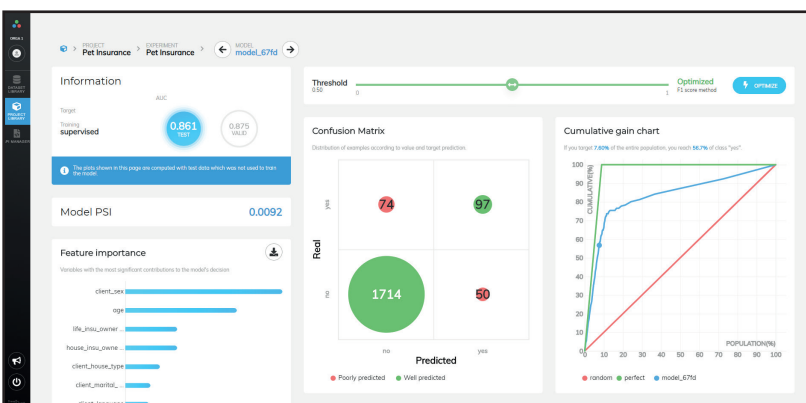 ORGA 1
DATASET
LIBRARY
PROJECT
LIBRARY
PROJECT
Pet Insurance
EXPERIMENT
Pet Insurance
MODEL
model_67fd
Information
AUC
Target
Training
supervised
0.861
TEST
0.875
VALID
The plots shown in this page are computed with test data which was not used to train
the model.
Model PSI
0.0092
Feature importance
Variables with the most significant contributions to the model's decision
client_sex
age
life_insu_owner ...
house_insu_owne ...
client_house_type
client_marital_ ...
Threshold
0.50
0
1
Optimized
F1 score method
OPTIMIZE
Confusion Matrix
Distribution of examples according to value and target prediction.
Real
yes
74
97
no
1714
50
no
yes
Predicted
Poorly predicted
Well predicted
Cumulative gain chart
If you target 7.60% of the entire population, you reach 56.7% of class "yes".
CUMULATIVE(%)
100
90
80
70
60
50
40
30
20
10
0
0 10 20 30 40 50 60 70 80 90 100
POPULATION(%)
random
perfect
model_67fd